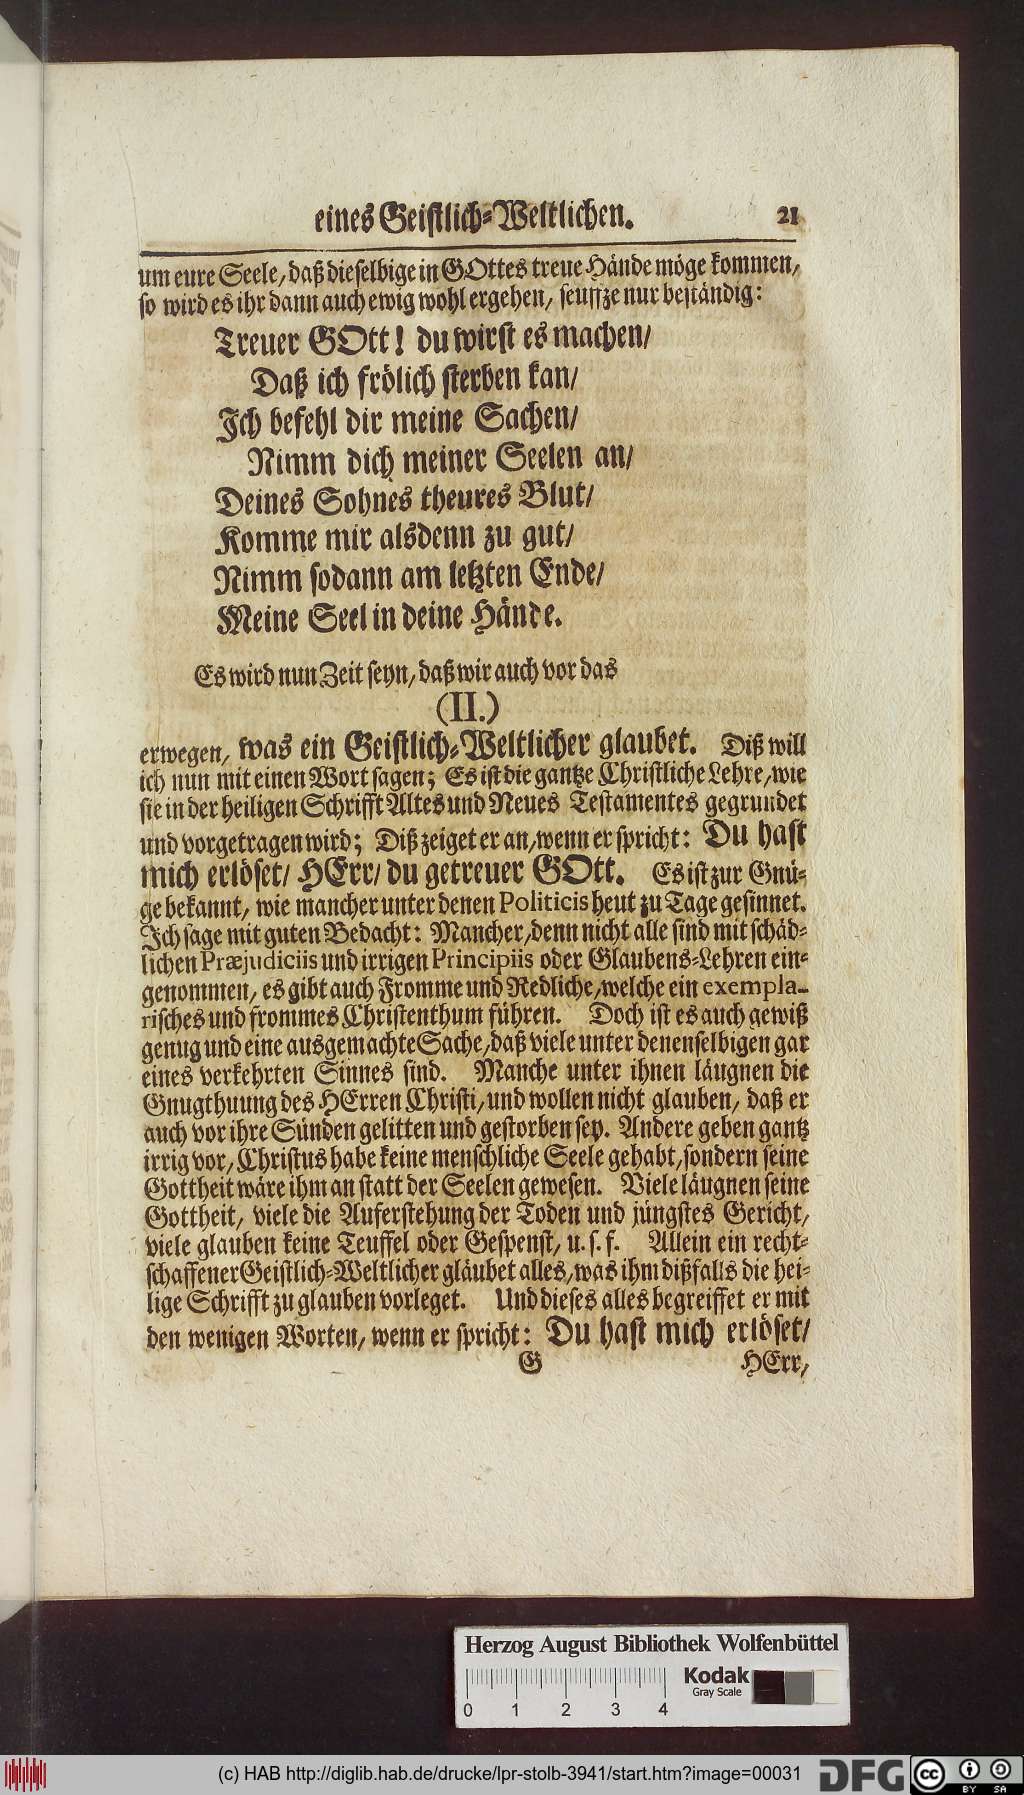 eines Geistlich-Weltlichen. 21
um eure Seele, daß dieselbige in GOttes treue Hände möge kommen,
so wird es ihr dann auch ewig wohl ergehen, seuffze nur beständig:
Treuer GOtt! du wirst es machen/
Daß ich frölich sterben kan/
Ich befehl dir meine Sachen/
Nimm dich meiner Seelen an/
Deines Sohnes theures Blut/
Komme mir alsdenn zu gut/
Nimm sodann am letzten Ende/
Meine Seel in deine Hände.
Es wird nun Zeit seyn, daß wir auch vor das
(II.)
erwegen, was ein Geistlich-Weltlicher glaubet. Diß will
ich nun mit einen Wort sagen; Es ist die gantze Christliche Lehre, wie
sie in der heiligen Schrifft Altes und Neues Testamentes gegrundet
und vorgetragen wird; Diß zeiget er an, wenn er spricht: Du hast
mich erlöset/ HErr/ du getreuer GOtt. Es ist zur Gnü-
ge bekannt, wie mancher unter denen Politicis heut zu Tage gesinnet.
Ich sage mit guten Bedacht: Mancher, denn nicht alle sind mit schäd-
lichen Præjudiciis und irrigen Principiis oder Glaubens-Lehren ein-
genommen, es gibt auch Fromme und Redliche, welche ein exempla-
risches und frommes Christenthum führen. Doch ist es auch gewiß
genug und eine ausgemachte Sache, daß viele unter denenselbigen gar
eines verkehrten Sinnes sind. Manche unter ihnen läugnen die
Gnugthuung des HErren Christi, und wollen nicht glauben, daß er
auch vor ihre Sünden gelitten und gestorben sey. Andere geben gantz
irrig vor, Christus habe keine menschliche Seele gehabt, sondern seine
Gottheit wäre ihm an statt der Seelen gewesen. Viele läugnen seine
Gottheit, viele die Auferstehung der Toden und jüngstes Gericht,
viele glauben keine Teuffel oder Gespenst, u. s. f. Allein ein recht-
schaffener Geistlich-Weltlicher gläubet alles, was ihm dißfalls die hei-
lige Schrifft zu glauben vorleget. Und dieses alles begreiffet er mit
den wenigen Worten, wenn er spricht: Du hast mich erlöset/
G HErr,
Herzog August Bibliothek Wolfenbüttel
Kodak
Gray Scale
0 1 2 3 4
(c) HAB http://diglib.hab.de/drucke/lpr-stolb-3941/start.htm?image=00031 DFG cc BY SA